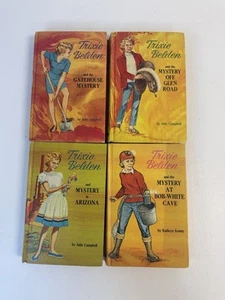 Trixie
Belden
and the
GATEHOUSE
MYSTERY
by Julie Campbell
Trixie
Belden
and the
MYSTERY
OFF
GLEN
ROAD
by Julie Campbell
Trixie
Belden
and
MYSTERY
in
ARIZONA
by Julie Campbell
Trixie
Belden
and the
MYSTERY
AT
BOB-WHITE
CAVE
by Kathryn Kenny